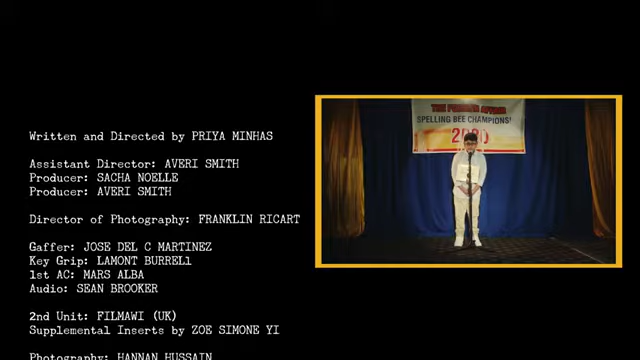 Written and Directed by PRIYA MINHAS
Assistant Director: AVERI SMITH
Producer: SACHA NOELLE
Producer: AVERI SMITH
Director of Photography: FRANKLIN RICART
Gaffer: JOSE DEL C MARTINEZ
Key Grip: LAMONT BURRELl
1st AC: MARS ALBA
Audio: SEAN BROOKER
2nd Unit: FILMAWI (UK)
Supplemental Inserts by ZOE SIMONE YI
Photography: HANNAN HUSSAIN
THE
SPELLING BEE CHAMPIONS'